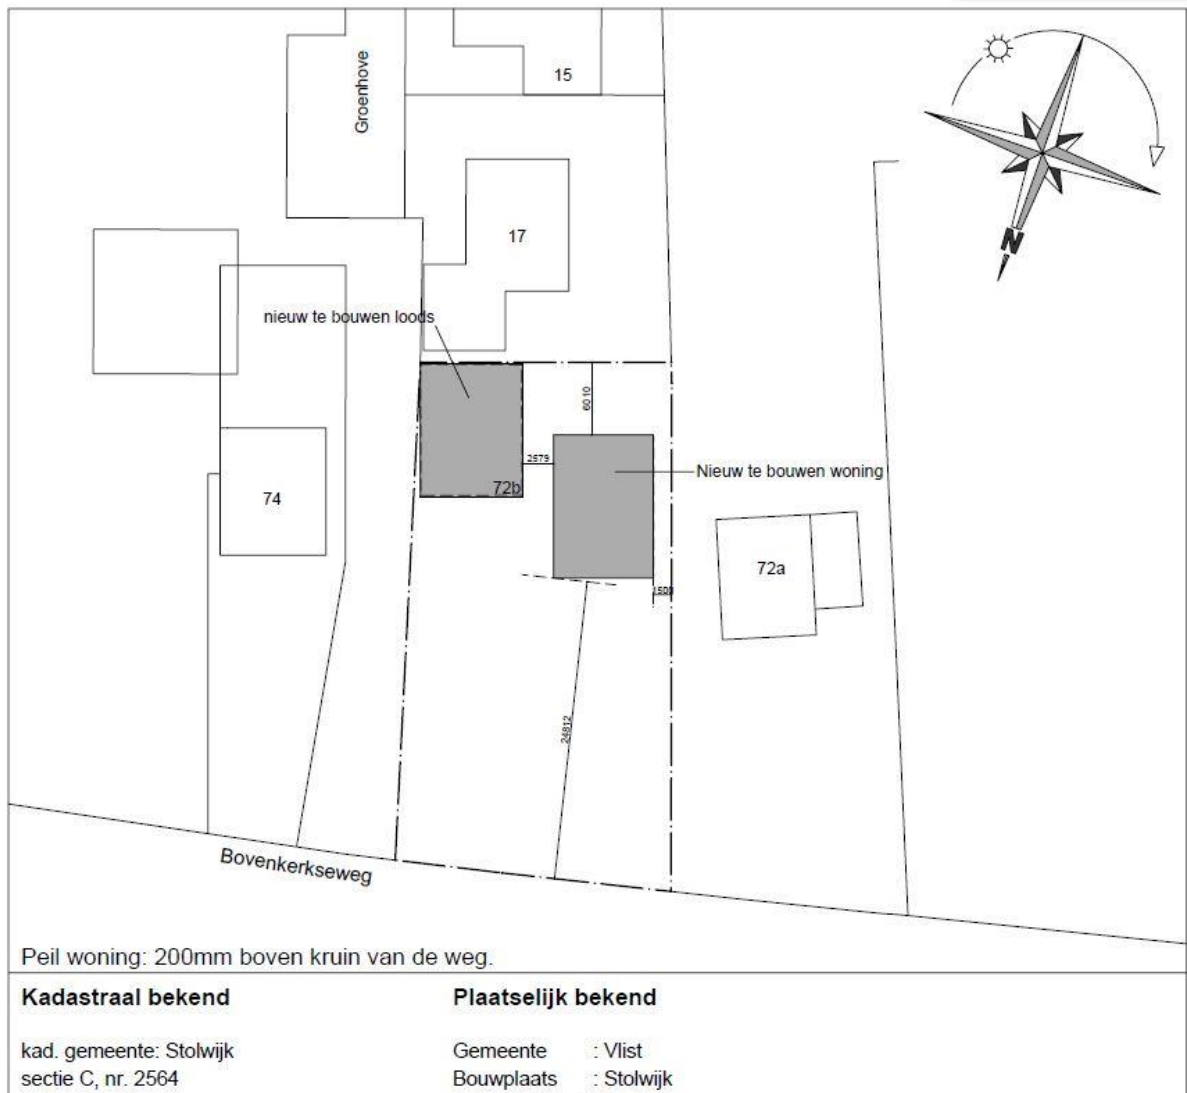 Groenhove
15
17
nieuw te bouwen loods
6010
2579
72b
Nieuw te bouwen woning
74
72a
1500
24812
N
Bovenkerkseweg
Peil woning: 200mm boven kruin van de weg.
Kadastraal bekend
kad. gemeente: Stolwijk
sectie C, nr. 2564
Plaatselijk bekend
Gemeente : Vlist
Bouwplaats : Stolwijk